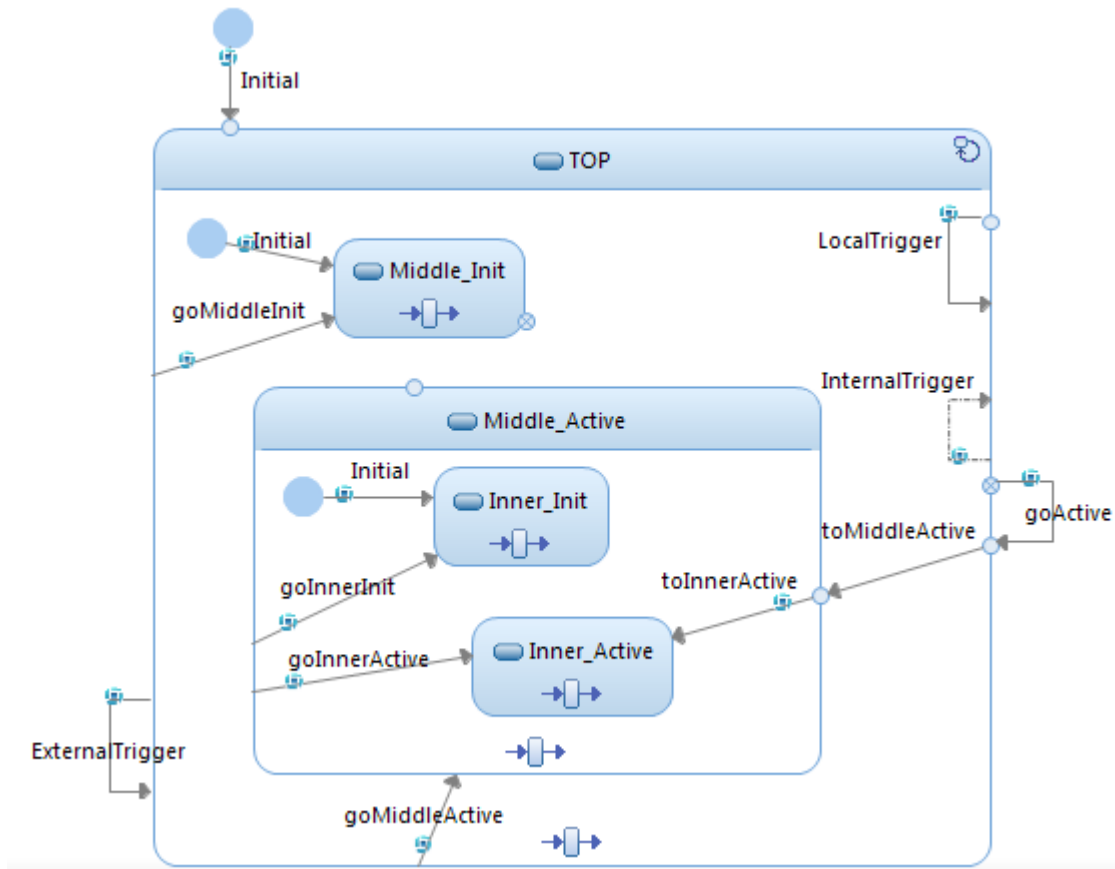 Initial
TOP
Initial
LocalTrigger
Middle_Init
goMiddleInit
InternalTrigger
Middle_Active
Initial
Inner_Init
goActive
toMiddleActive
toInnerActive
goInnerInit
Inner_Active
goInnerActive
ExternalTrigger
goMiddleActive